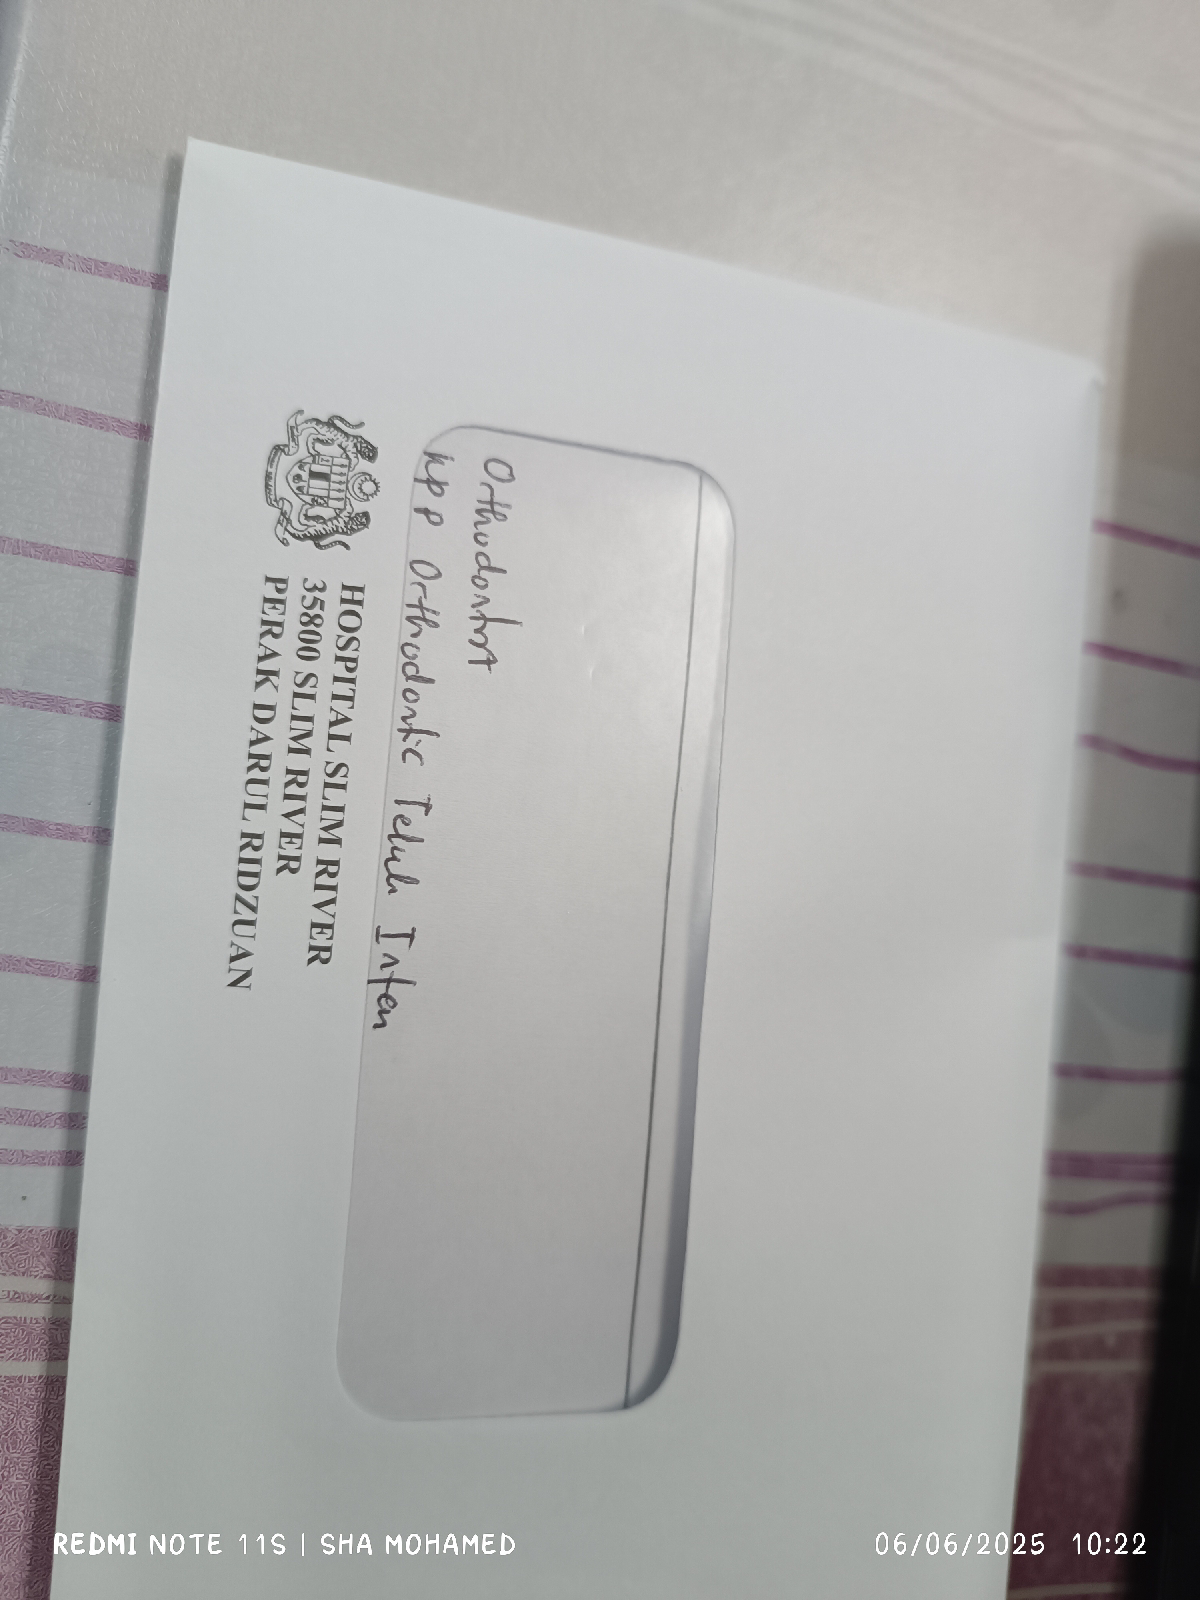 HOSPITAL SLIM RIVER
35800 SLIM RIVER
PERAK DARUL RIDZUAN
Orthodontist
KPP Orthodontic Teluk Intan
REDMI NOTE 11S | SHA MOHAMED
06/06/2025 10:22